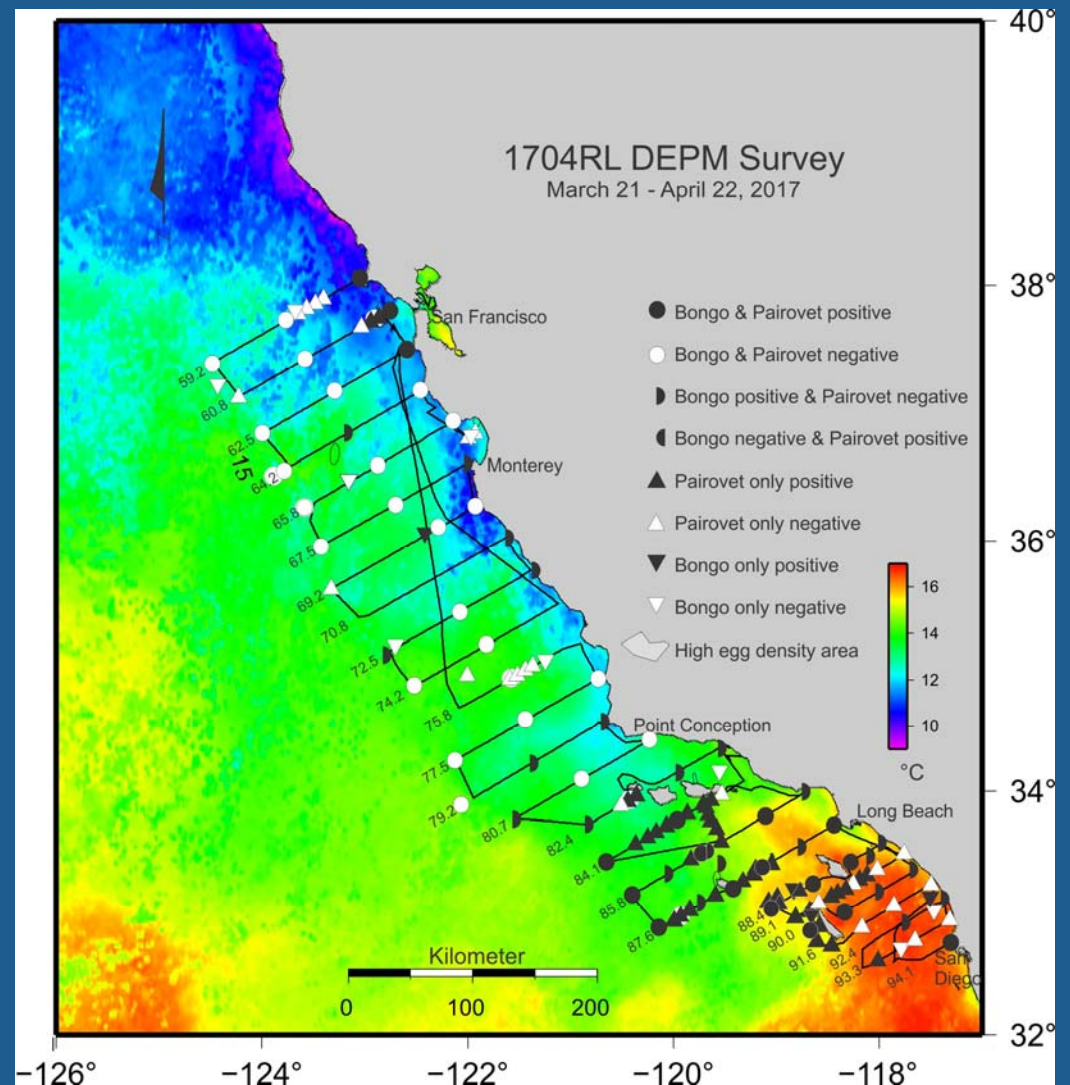 40°
1704RL DEPM Survey
March 21 - April 22, 2017
38°
San Francisco
Bongo & Pairovet positive
Bongo & Pairovet negative
Bongo positive & Pairovet negative
Bongo negative & Pairovet positive
Pairovet only positive
Pairovet only negative
Bongo only positive
Bongo only negative
High egg density area
59.2
60.8
62.5
15
64.2
Monterey
65.8
67.5
36°
69.2
70.8
72.5
74.2
75.8
16
14
12
10
°C
Point Conception
77.5
79.2
34°
80.7
82.4
Long Beach
84.1
85.8
87.6
88.4
89.1
90.0
91.6
92.4
93.3
94.1
San
Diego
Kilometer
0 100 200
32°
−126° −124° −122° −120° −118°